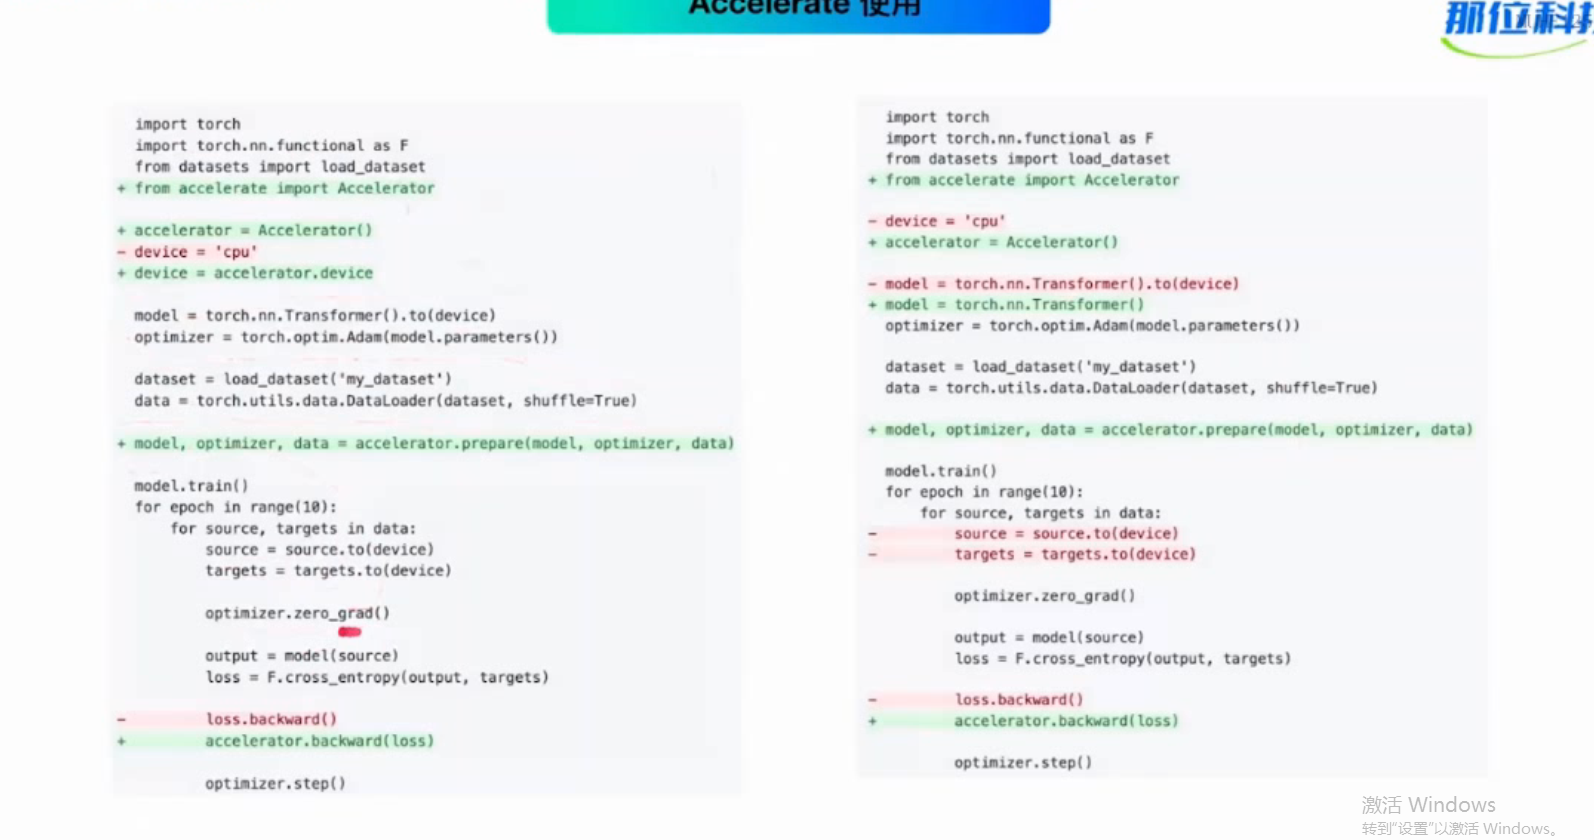 Accelerate 使用
那位科技
import torch
import torch.nn.functional as F
from datasets import load_dataset
+ from accelerate import Accelerator
+ accelerator = Accelerator()
- device = 'cpu'
+ device = accelerator.device
model = torch.nn.Transformer().to(device)
optimizer = torch.optim.Adam(model.parameters())
dataset = load_dataset('my_dataset')
data = torch.utils.data.DataLoader(dataset, shuffle=True)
+ model, optimizer, data = accelerator.prepare(model, optimizer, data)
model.train()
for epoch in range(10):
for source, targets in data:
source = source.to(device)
targets = targets.to(device)
optimizer.zero_grad()
output = model(source)
loss = F.cross_entropy(output, targets)
- loss.backward()
+ accelerator.backward(loss)
optimizer.step()
import torch
import torch.nn.functional as F
from datasets import load_dataset
+ from accelerate import Accelerator
- device = 'cpu'
+ accelerator = Accelerator()
- model = torch.nn.Transformer().to(device)
+ model = torch.nn.Transformer()
optimizer = torch.optim.Adam(model.parameters())
dataset = load_dataset('my_dataset')
data = torch.utils.data.DataLoader(dataset, shuffle=True)
+ model, optimizer, data = accelerator.prepare(model, optimizer, data)
model.train()
for epoch in range(10):
for source, targets in data:
- source = source.to(device)
- targets = targets.to(device)
optimizer.zero_grad()
output = model(source)
loss = F.cross_entropy(output, targets)
- loss.backward()
+ accelerator.backward(loss)
optimizer.step()
激活 Windows
转到"设置"以激活 Windows。